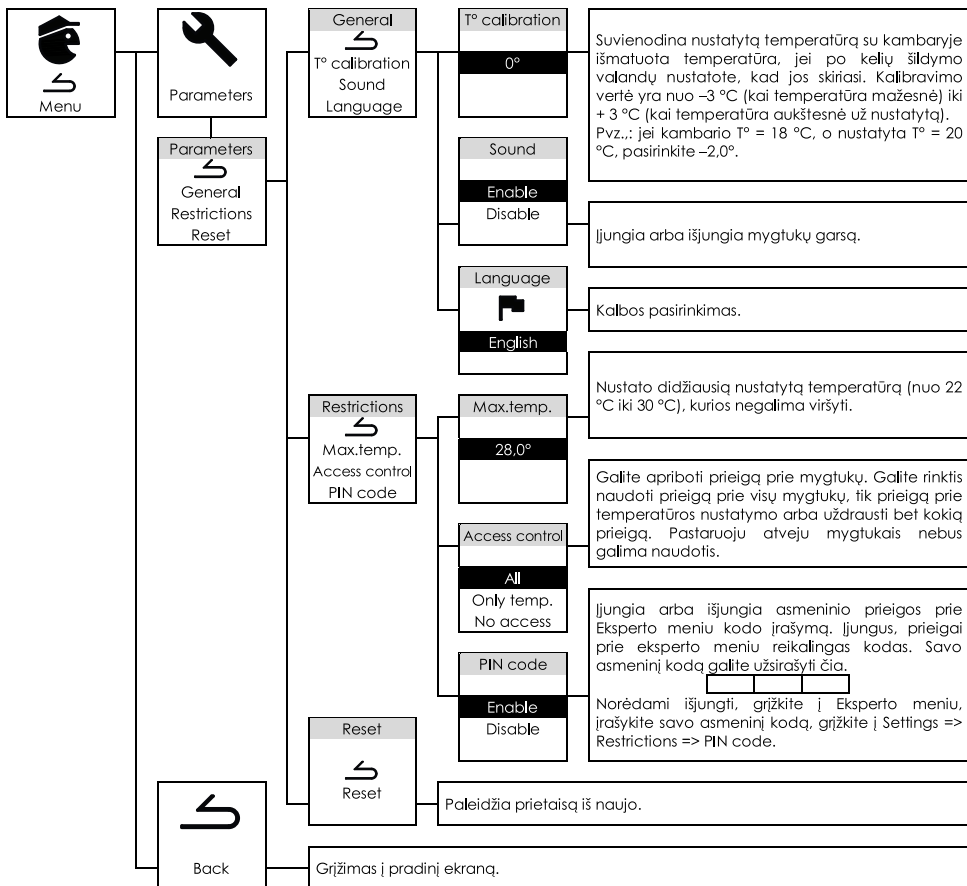 Menu
Parameters
Parameters
General
Restrictions
Reset
General
T° calibration
Sound
Language
T° calibration
0°
Suvienodina nustatytą temperatūrą su kambaryje
išmatuota temperatūra, jei po kelių šildymo
valandų nustatote, kad jos skiriasi. Kalibravimo
vertė yra nuo –3 °C (kai temperatūra mažesnė) iki
+ 3 °C (kai temperatūra aukštesnė už nustatytą).
Pvz.,: jei kambario T° = 18 °C, o nustatyta T° = 20
°C, pasirinkite –2,0°.
Sound
Enable
Disable
Įjungia arba išjungia mygtukų garsą.
Language
English
Kalbos pasirinkimas.
Restrictions
Max.temp.
Access control
PIN code
Max.temp.
28,0°
Nustato didžiausią nustatytą temperatūrą (nuo 22
°C iki 30 °C), kurios negalima viršyti.
Access control
All
Only temp.
No access
Galite apriboti prieigą prie mygtukų. Galite rinktis
naudoti prieigą prie visų mygtukų, tik prieigą prie
temperatūros nustatymo arba uždrausti bet kokią
prieigą. Pastaruoju atveju mygtukais nebus
galima naudotis.
PIN code
Enable
Disable
Įjungia arba išjungia asmeninio prieigos prie
Eksperto meniu kodo įrašymą. Įjungus, prieigai
prie eksperto meniu reikalingas kodas. Savo
asmeninį kodą galite užsirašyti čia.
Norėdami išjungti, grįžkite į Eksperto meniu,
įrašykite savo asmeninį kodą, grįžkite į Settings =>
Restrictions => PIN code.
Reset
Reset
Paleidžia prietaisą iš naujo.
Back
Grįžimas į pradinį ekraną.